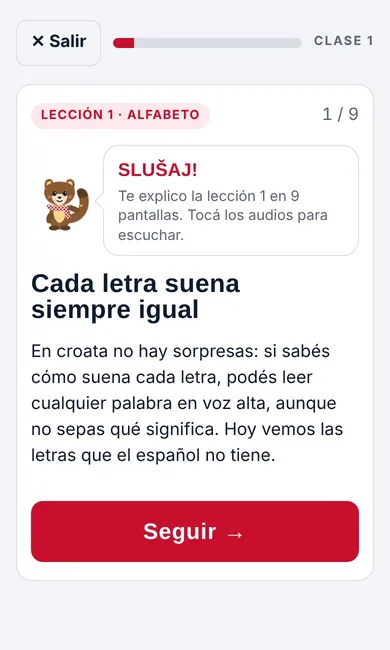 ✕ Salir
CLASE 1
LECCIÓN 1 · ALFABETO
1 / 9
SLUŠAJ!
Te explico la lección 1 en 9
pantallas. Tocá los audios para
escuchar.
Cada letra suena
siempre igual
En croata no hay sorpresas: si sabés
cómo suena cada letra, podés leer
cualquier palabra en voz alta, aunque
no sepas qué significa. Hoy vemos las
letras que el español no tiene.
Seguir →